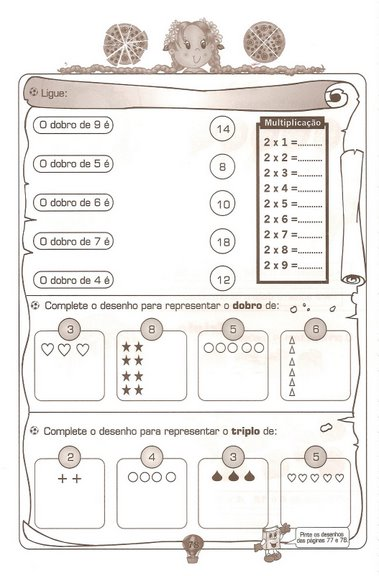 Ligue:
O dobro de 9 é
14
O dobro de 5 é
8
O dobro de 6 é
10
O dobro de 7 é
18
O dobro de 4 é
12
Multiplicação
2 x 1 =..........
2 x 2 =..........
2 x 3 =..........
2 x 4 =..........
2 x 5 =..........
2 x 6 =..........
2 x 7 =..........
2 x 8 =..........
2 x 9 =..........
Complete o desenho para representar o dobro de:
3 8 5 6
Complete o desenho para representar o triplo de:
2 4 3 5
Pinte os desenhos
das páginas 77 e 78.